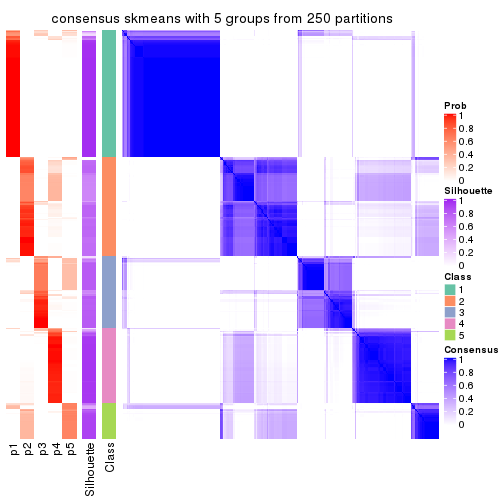 consensus skmeans with 5 groups from 250 partitions
Prob
1
0.8
0.6
0.4
0.2
0
Silhouette
1
0.8
0.6
0.4
0.2
0
Class
1
2
3
4
5
Consensus
1
0.8
0.6
0.4
0.2
0
p1
p2
p3
p4
p5
Silhouette
Class